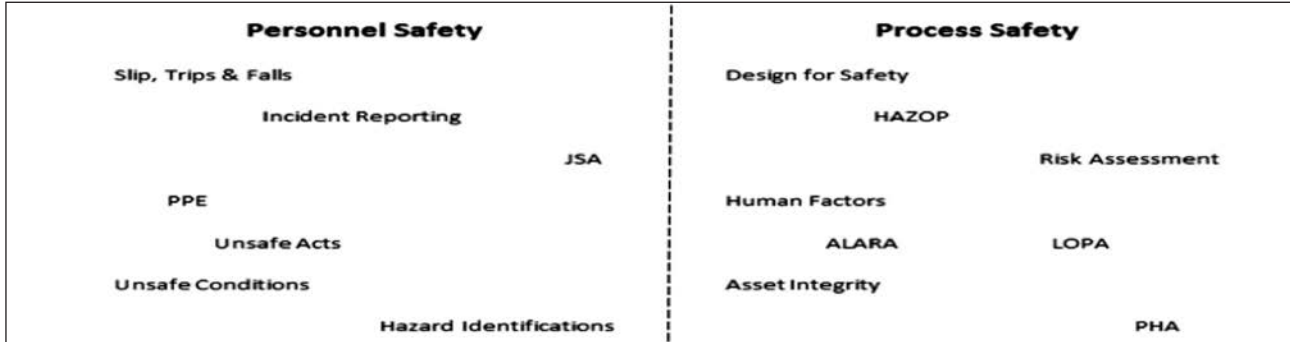 Personnel Safety
Slip, Trips & Falls
Incident Reporting
JSA
PPE
Unsafe Acts
Unsafe Conditions
Hazard Identifications
Process Safety
Design for Safety
HAZOP
Risk Assessment
Human Factors
ALARA LOPA
Asset Integrity
PHA